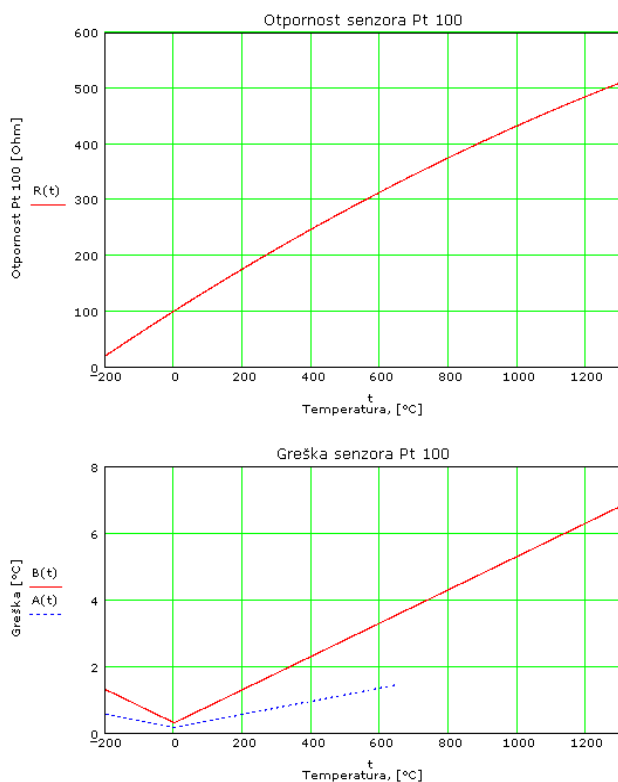 Otpornost senzora Pt 100
600
500
400
300
200
100
0
Otpornost Pt 100 [Ohm]
R(t)
−200 0 200 400 600 800 1000 1200
t
Temperatura, [°C]
Greška senzora Pt 100
8
6
4
2
0
Greška [°C]
B(t)
A(t)
−200 0 200 400 600 800 1000 1200
t
Temperatura, [°C]